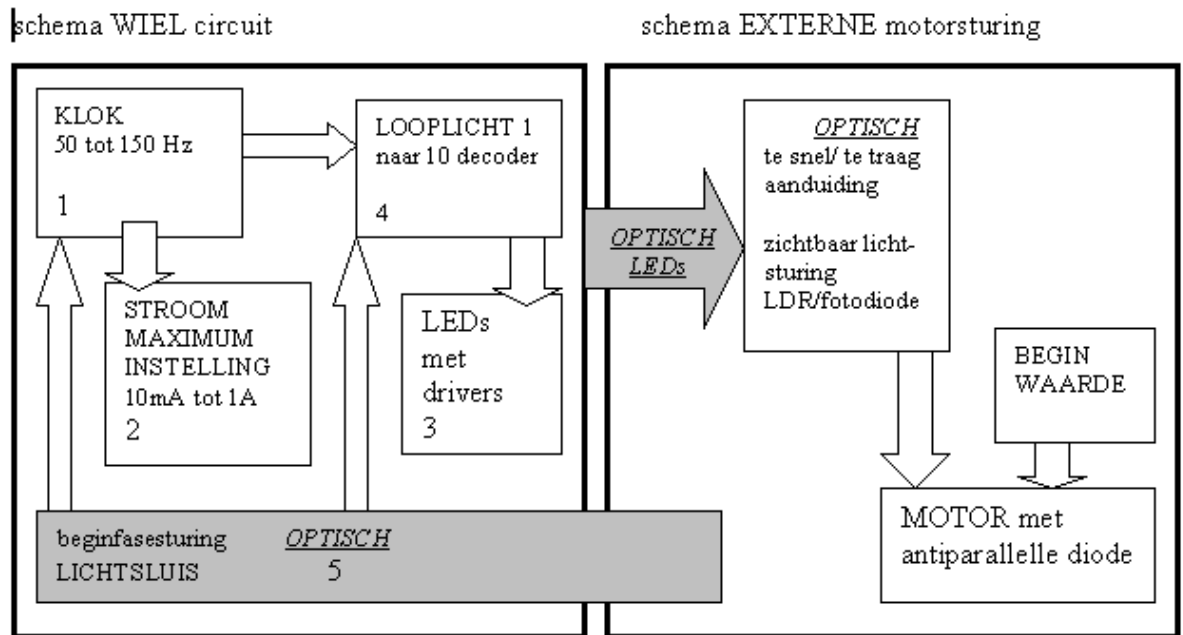 schema WIEL circuit
schema EXTERNE motorsturing
KLOK
50 tot 150 Hz
1
LOOPLICHT 1
naar 10 decoder
4
STROOM
MAXIMUM
INSTELLING
10mA tot 1A
2
LEDs
met
drivers
3
beginfasesturing OPTISCH
LICHTSLUIS 5
OPTISCH
LEDs
OPTISCH
te snel/ te traag
aanduiding
zichtbaar licht-
sturing
LDR/fotodiode
BEGIN
WAARDE
MOTOR met
antiparallelle diode